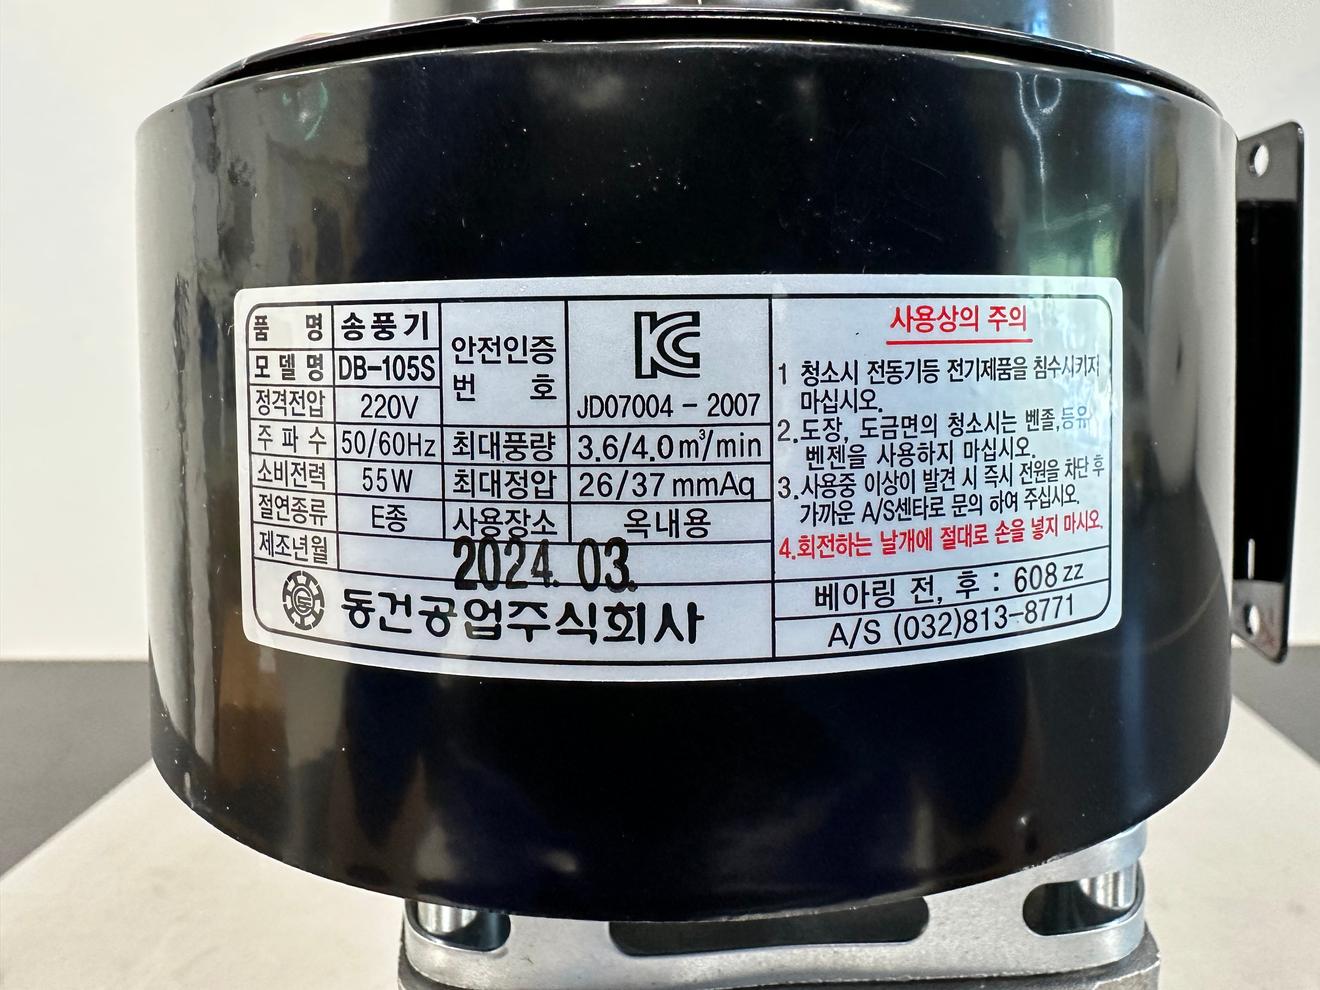 품 명 송풍기
모델명 DB-105S
정격전압 220V
주파수 50/60Hz
소비전력 55W
절연종류 E종
제조년월 2024. 03.
안전인증
번 호
KC
JD07004 - 2007
최대풍량 3.6/4.0㎥/min
최대정압 26/37mmAq
사용장소 옥내용
동건공업주식회사
사용상의 주의
1 청소시 전동기등 전기제품을 침수시키지
마십시오.
2.도장, 도금면의 청소시는 벤졸,등유
벤젠을 사용하지 마십시오.
3.사용중 이상이 발견 시 즉시 전원을 차단 후
가까운 A/S센타로 문의 하여 주십시오.
4.회전하는 날개에 절대로 손을 넣지 마시오.
베아링 전, 후 : 608zz
A/S (032)813-8771